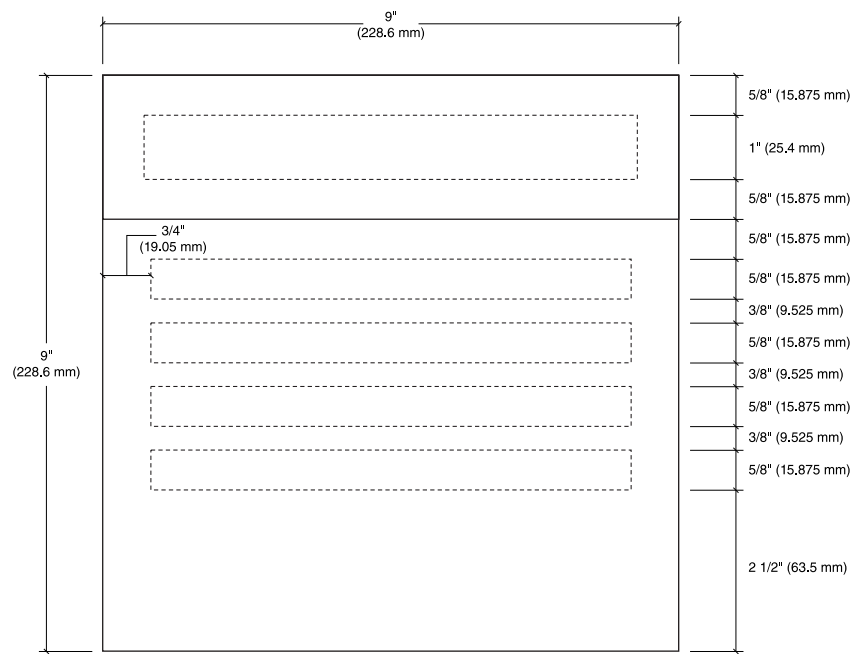 9"
(228.6 mm)
5/8" (15.875 mm)
1" (25.4 mm)
5/8" (15.875 mm)
3/4"
(19.05 mm)
5/8" (15.875 mm)
5/8" (15.875 mm)
3/8" (9.525 mm)
5/8" (15.875 mm)
9"
(228.6 mm)
3/8" (9.525 mm)
5/8" (15.875 mm)
3/8" (9.525 mm)
5/8" (15.875 mm)
2 1/2" (63.5 mm)